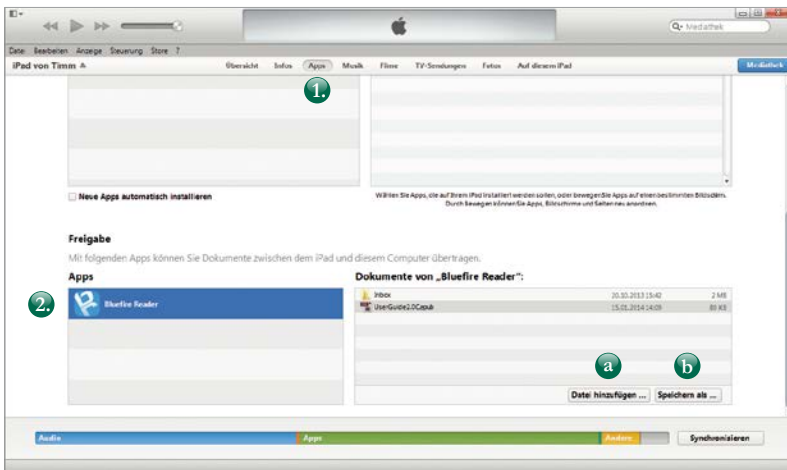 Mediathek
Datei Bearbeiten Anzeige Steuerung Store ?
iPad von Timm
Übersicht Infos Apps Musik Filme TV-Sendungen Fotos Auf diesem iPad
Mediathek
1.
Neue Apps automatisch installieren
Wählen Sie Apps, die auf Ihrem iPad installiert werden sollen, oder bewegen Sie Apps auf einen bestimmten Bildschirm.
Durch Bewegen können Sie Apps, Bildschirme und Seiten neu anordnen.
Freigabe
Mit folgenden Apps können Sie Dokumente zwischen dem iPad und diesem Computer übertragen.
Apps
Dokumente von „Bluefire Reader“:
2.
Bluefire Reader
Inbox 20.10.2013 15:42 2 MB
UserGuide2.0C.epub 15.01.2014 14:09 80 KB
a
b
Datei hinzufügen ... Speichern als ...
Audio Apps Andere Synchronisieren